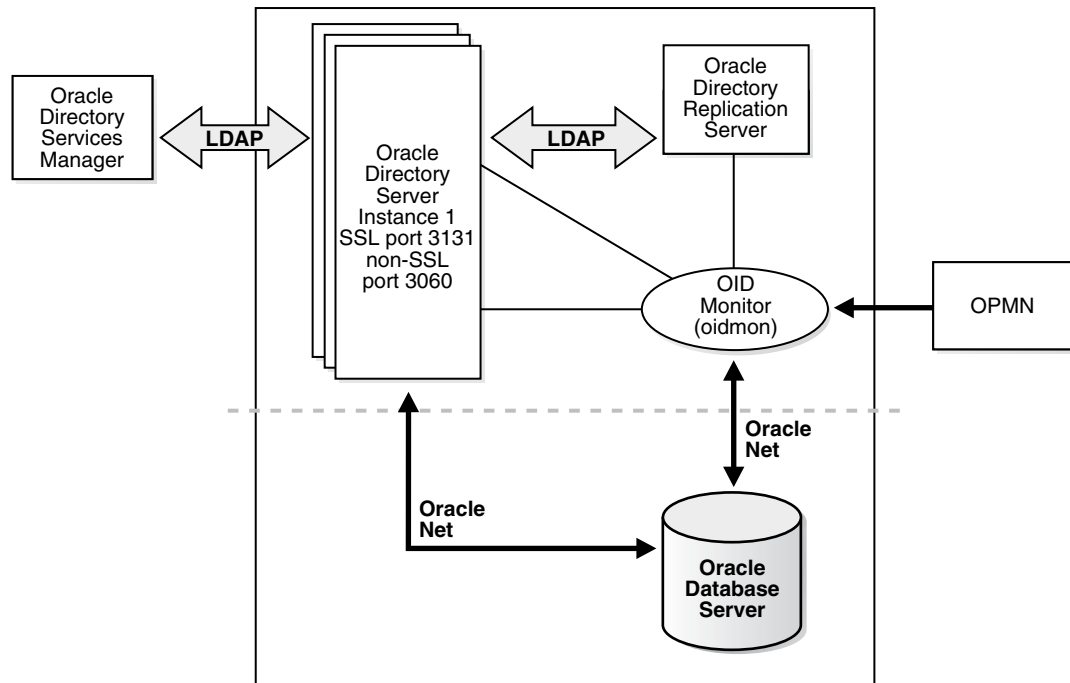 Oracle
Directory
Services
Manager
LDAP
Oracle
Directory
Server
Instance 1
SSL port 3131
non-SSL
port 3060
LDAP
Oracle
Directory
Replication
Server
OID
Monitor
(oidmon)
OPMN
Oracle
Net
Oracle
Net
Oracle
Database
Server